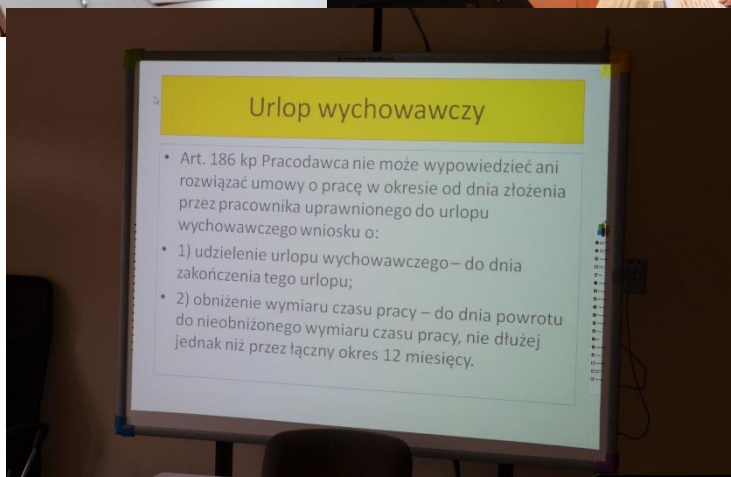 Urlop wychowawczy
• Art. 186 kp Pracodawca nie może wypowiedzieć ani
rozwiązać umowy o pracę w okresie od dnia złożenia
przez pracownika uprawnionego do urlopu
wychowawczego wniosku o:
• 1) udzielenie urlopu wychowawczego – do dnia
zakończenia tego urlopu;
• 2) obniżenie wymiaru czasu pracy – do dnia powrotu
do nieobniżonego wymiaru czasu pracy, nie dłużej
jednak niż przez łączny okres 12 miesięcy.